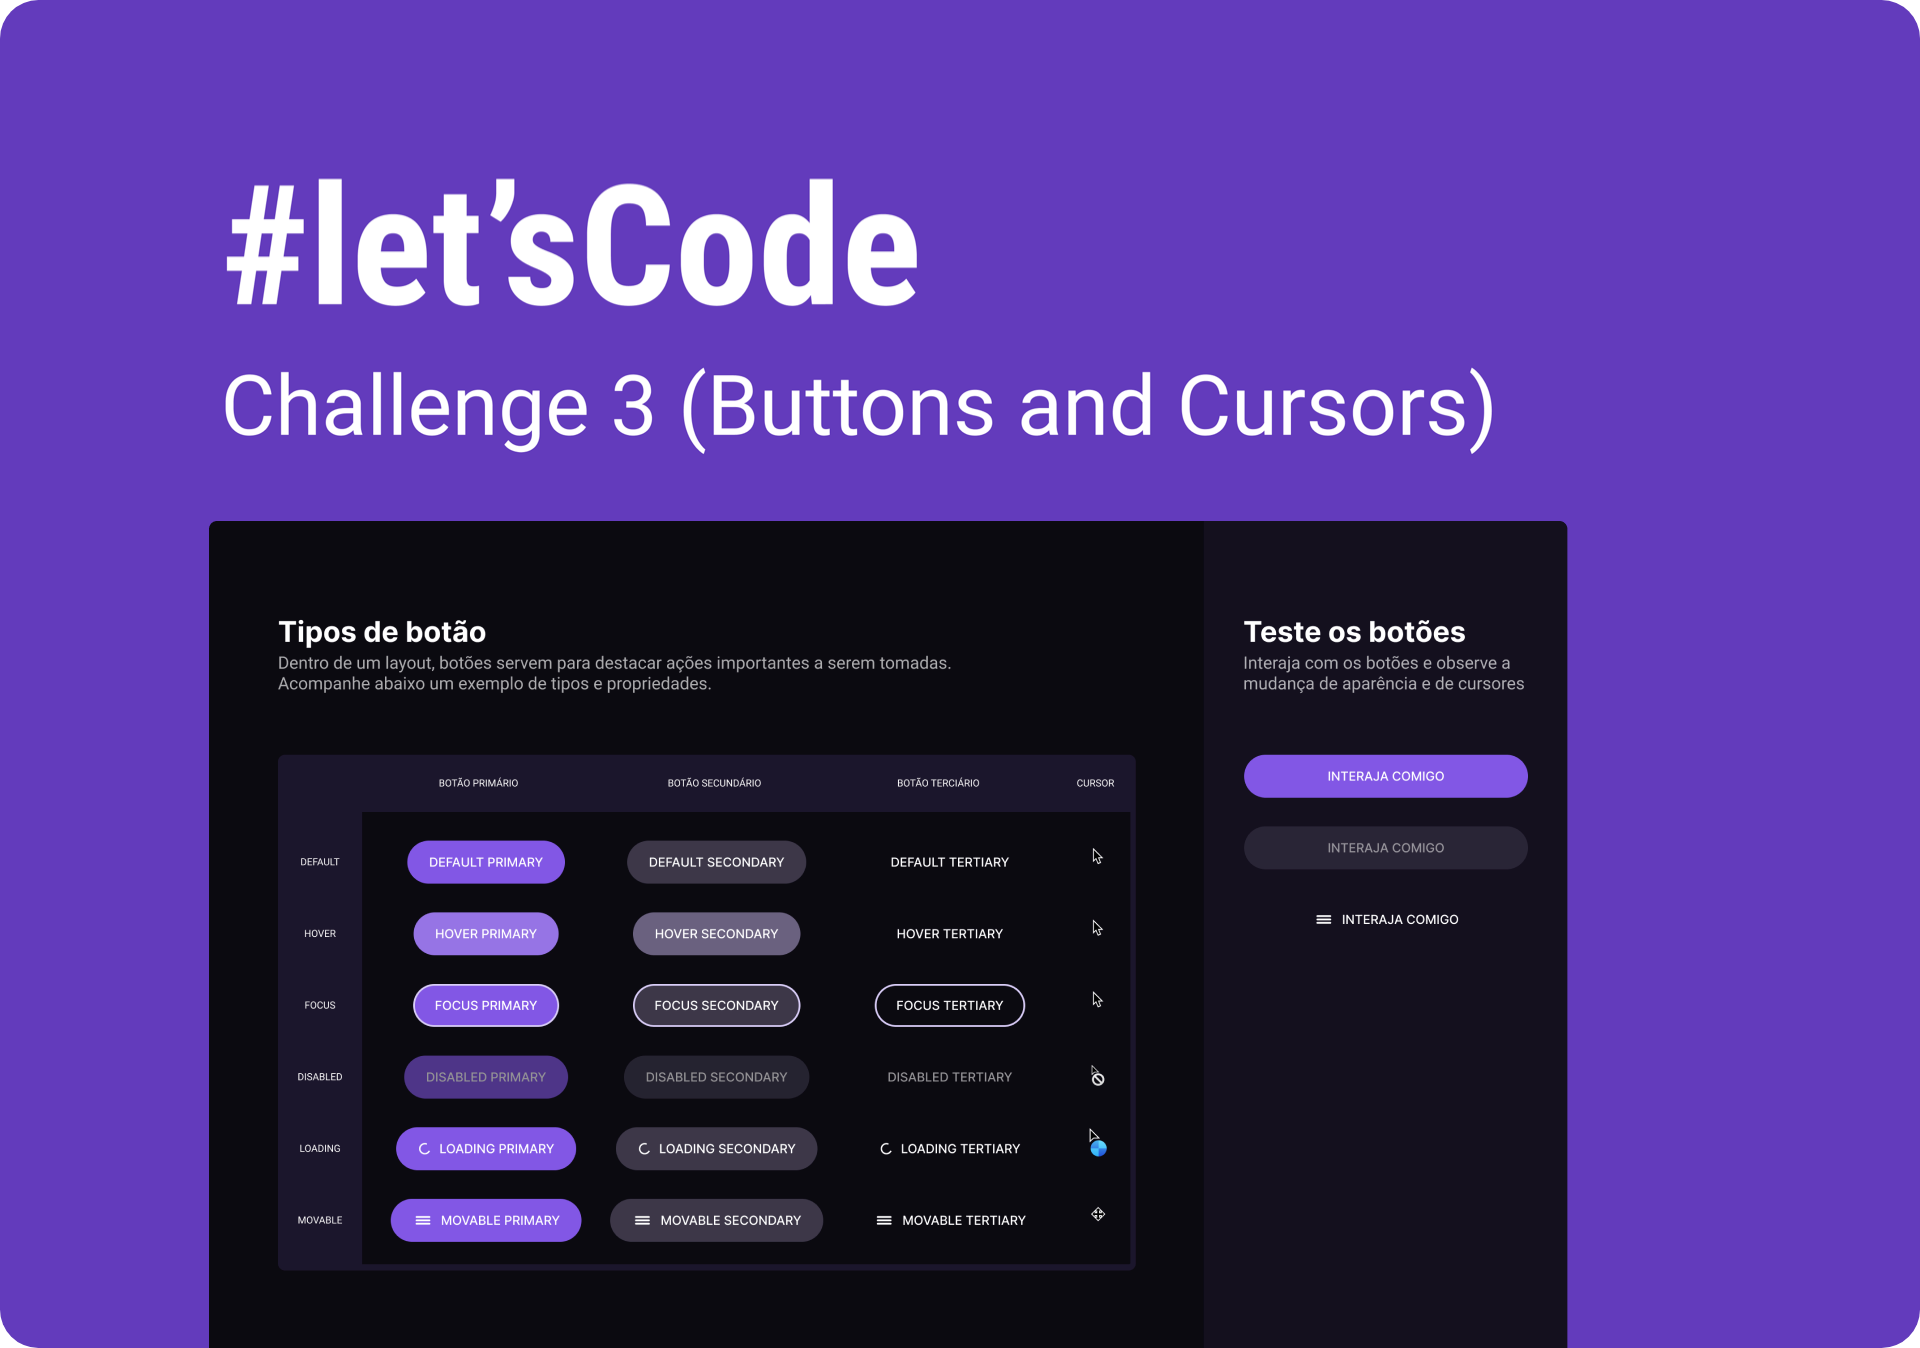 #let’sCode
Challenge 3 (Buttons and Cursors)
Tipos de botão
Dentro de um layout, botões servem para destacar ações importantes a serem tomadas.
Acompanhe abaixo um exemplo de tipos e propriedades.
BOTÃO PRIMÁRIO BOTÃO SECUNDÁRIO BOTÃO TERCIÁRIO CURSOR
DEFAULT DEFAULT PRIMARY DEFAULT SECONDARY DEFAULT TERTIARY
HOVER HOVER PRIMARY HOVER SECONDARY HOVER TERTIARY
FOCUS FOCUS PRIMARY FOCUS SECONDARY FOCUS TERTIARY
DISABLED DISABLED PRIMARY DISABLED SECONDARY DISABLED TERTIARY
LOADING LOADING PRIMARY LOADING SECONDARY LOADING TERTIARY
MOVABLE MOVABLE PRIMARY MOVABLE SECONDARY MOVABLE TERTIARY
Teste os botões
Interaja com os botões e observe a
mudança de aparência e de cursores
INTERAJA COMIGO
INTERAJA COMIGO
INTERAJA COMIGO